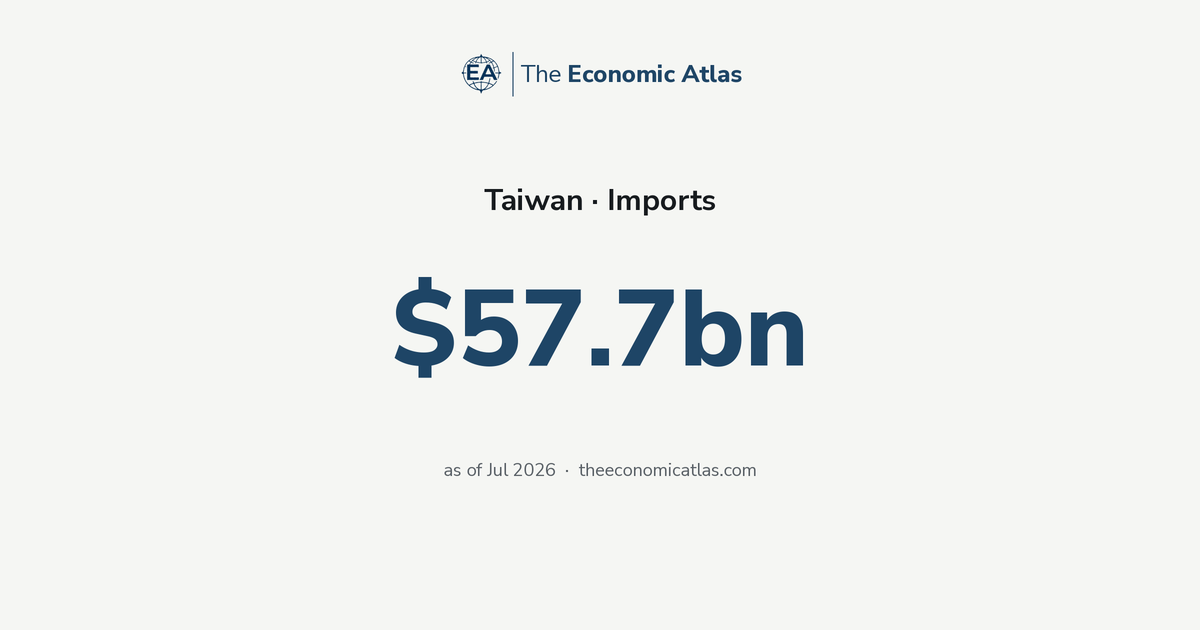 EA The Economic Atlas
Taiwan · Imports
$57.7bn
as of Jul 2026 · theeconomicatlas.com